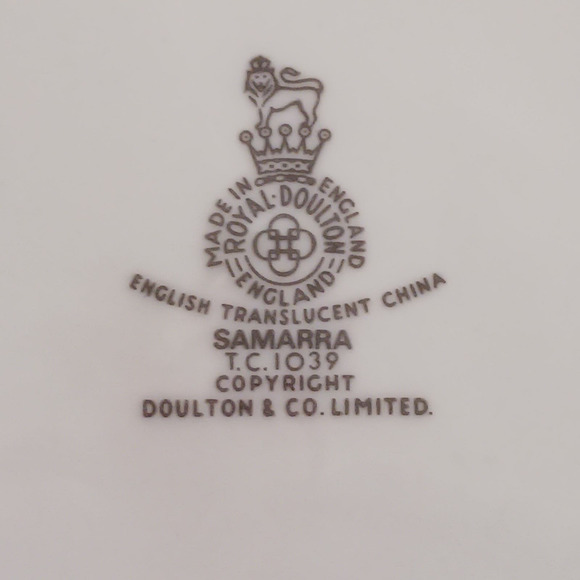 MADE IN ENGLAND
ROYAL·DOULTON
ENGLAND
ENGLISH TRANSLUCENT CHINA
SAMARRA
T.C.1039
COPYRIGHT
DOULTON & CO. LIMITED.